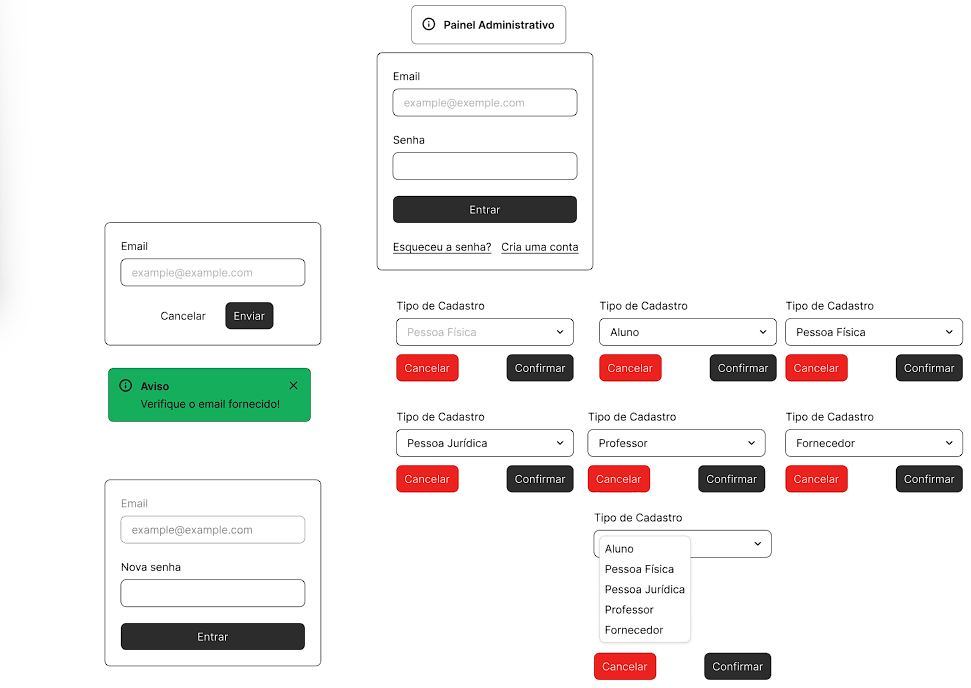 Painel Administrativo
Email
example@exemple.com
Senha
Entrar
Esqueceu a senha? Cria uma conta
Email
example@example.com
Cancelar Enviar
Aviso
Verifique o email fornecido!
Email
example@example.com
Nova senha
Entrar
Tipo de Cadastro
Pessoa Física
Cancelar Confirmar
Tipo de Cadastro
Aluno
Cancelar Confirmar
Tipo de Cadastro
Pessoa Física
Cancelar Confirmar
Tipo de Cadastro
Pessoa Jurídica
Cancelar Confirmar
Tipo de Cadastro
Professor
Cancelar Confirmar
Tipo de Cadastro
Fornecedor
Cancelar Confirmar
Tipo de Cadastro
Aluno
Pessoa Física
Pessoa Jurídica
Professor
Fornecedor
Cancelar Confirmar